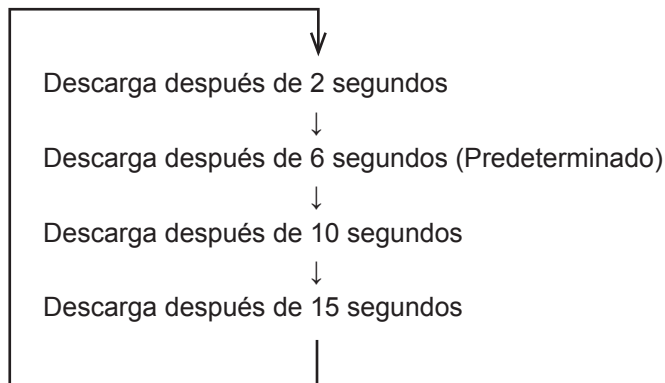 Descarga después de 2 segundos
↓
Descarga después de 6 segundos (Predeterminado)
↓
Descarga después de 10 segundos
↓
Descarga después de 15 segundos